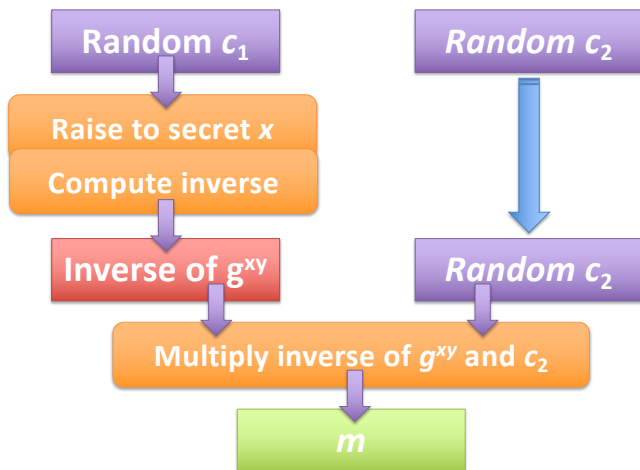 Random c₁
Random c₂
Raise to secret x
Compute inverse
Inverse of gˣʸ
Random c₂
Multiply inverse of gˣʸ and c₂
m